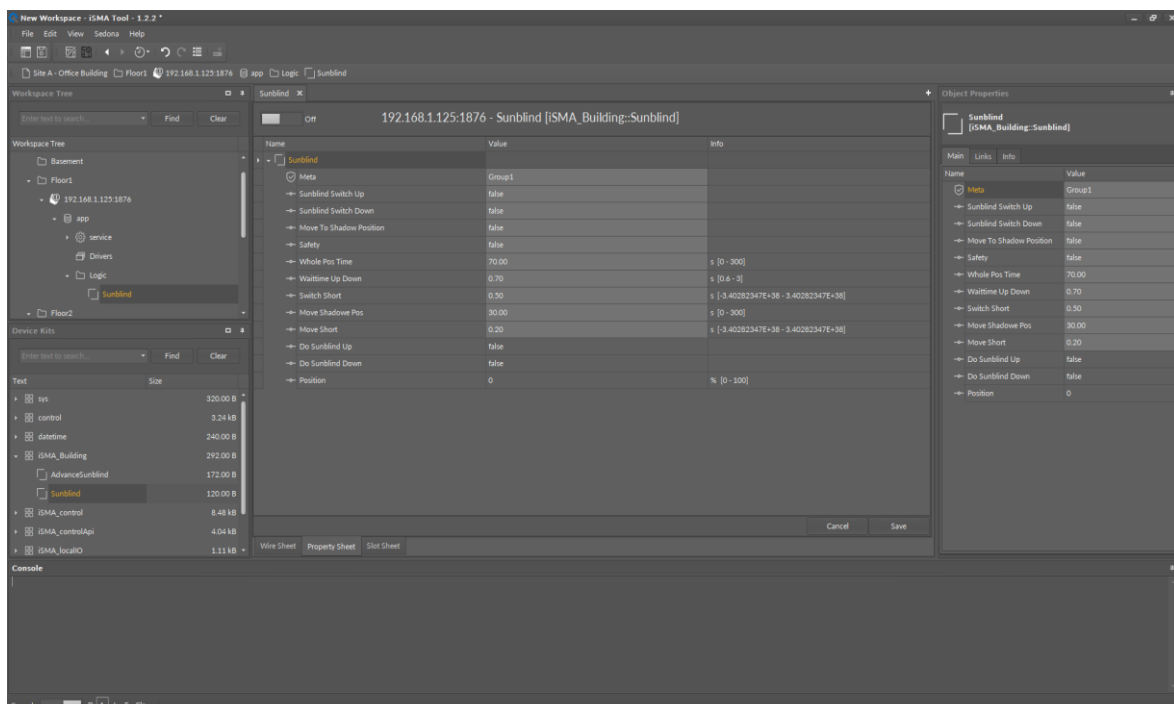 New Workspace - iSMA Tool - 1.2.2 *
File Edit View Sedona Help
Site A - Office Building Floor1 192.168.1.125:1876 app Logic Sunblind
Workspace Tree
Enter text to search... Find Clear
Workspace Tree
Basement
Floor1
192.168.1.125:1876
app
service
Drivers
Logic
Sunblind
Floor2
Device Kits
Enter text to search... Find Clear
Text Size
sys 320.00 B
control 3.24 kB
datetime 240.00 B
iSMA_Building 292.00 B
AdvanceSunblind 172.00 B
Sunblind 120.00 B
iSMA_control 8.48 kB
iSMA_controlApi 4.04 kB
iSMA_localIO 1.11 kB
Sunblind
Off 192.168.1.125:1876 - Sunblind [iSMA_Building::Sunblind]
Name Value Info
Sunblind
Meta Group1
Sunblind Switch Up false
Sunblind Switch Down false
Move To Shadow Position false
Safety false
Whole Pos Time 70.00 s [0 - 300]
Waittime Up Down 0.70 s [0.6 - 3]
Switch Short 0.50 s [-3.40282347E+38 - 3.40282347E+38]
Move Shadowe Pos 30.00 s [0 - 300]
Move Short 0.20 s [-3.40282347E+38 - 3.40282347E+38]
Do Sunblind Up false
Do Sunblind Down false
Position 0 % [0 - 100]
Cancel Save
Wire Sheet Property Sheet Slot Sheet
Object Properties
Sunblind
[iSMA_Building::Sunblind]
Main Links Info
Name Value
Meta Group1
Sunblind Switch Up false
Sunblind Switch Down false
Move To Shadow Position false
Safety false
Whole Pos Time 70.00
Waittime Up Down 0.70
Switch Short 0.50
Move Shadowe Pos 30.00
Move Short 0.20
Do Sunblind Up false
Do Sunblind Down false
Position 0
Console